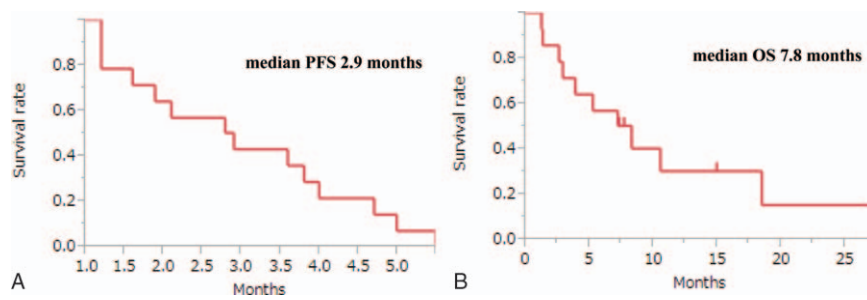 median PFS 2.9 months
Survival rate
0.8
0.6
0.4
0.2
0.0
1.0 1.5 2.0 2.5 3.0 3.5 4.0 4.5 5.0
Months
A
median OS 7.8 months
Survival rate
0.8
0.6
0.4
0.2
0.0
0 5 10 15 20 25
Months
B